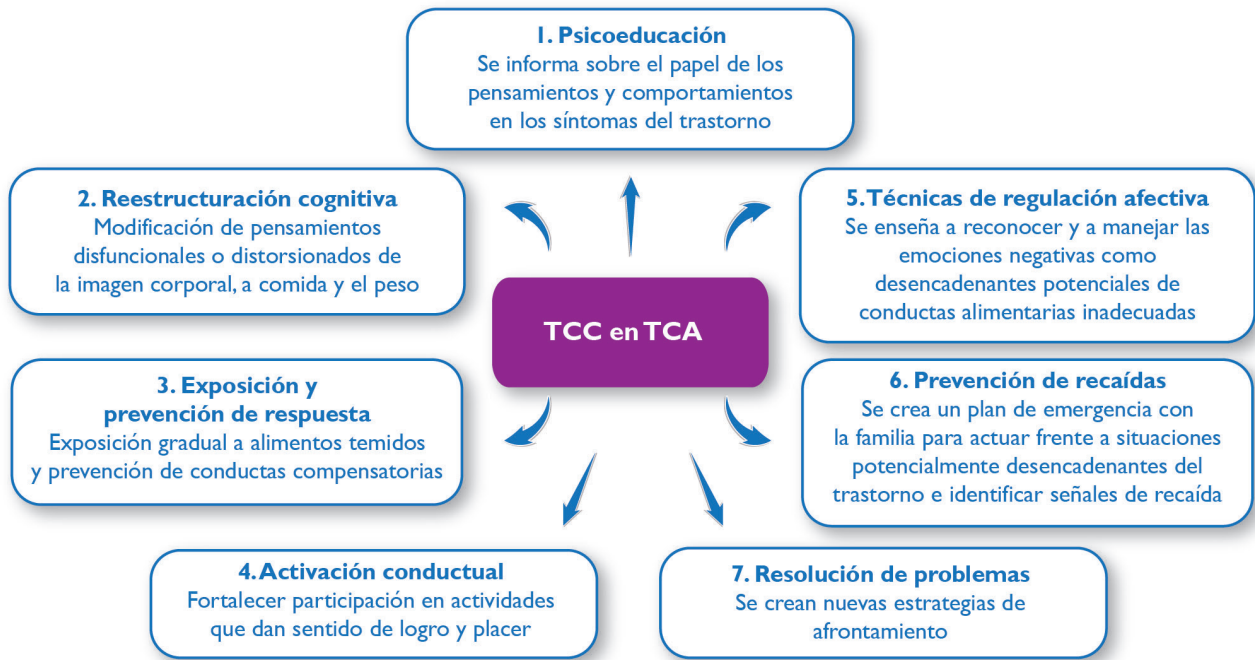 1. Psicoeducación
Se informa sobre el papel de los
pensamientos y comportamientos
en los síntomas del trastorno
2. Reestructuración cognitiva
Modificación de pensamientos
disfuncionales o distorsionados de
la imagen corporal, a comida y el peso
3. Exposición y
prevención de respuesta
Exposición gradual a alimentos temidos
y prevención de conductas compensatorias
4. Activación conductual
Fortalecer participación en actividades
que dan sentido de logro y placer
TCC en TCA
5. Técnicas de regulación afectiva
Se enseña a reconocer y a manejar las
emociones negativas como
desencadenantes potenciales de
conductas alimentarias inadecuadas
6. Prevención de recaídas
Se crea un plan de emergencia con
la familia para actuar frente a situaciones
potencialmente desencadenantes del
trastorno e identificar señales de recaída
7. Resolución de problemas
Se crean nuevas estrategias de
afrontamiento